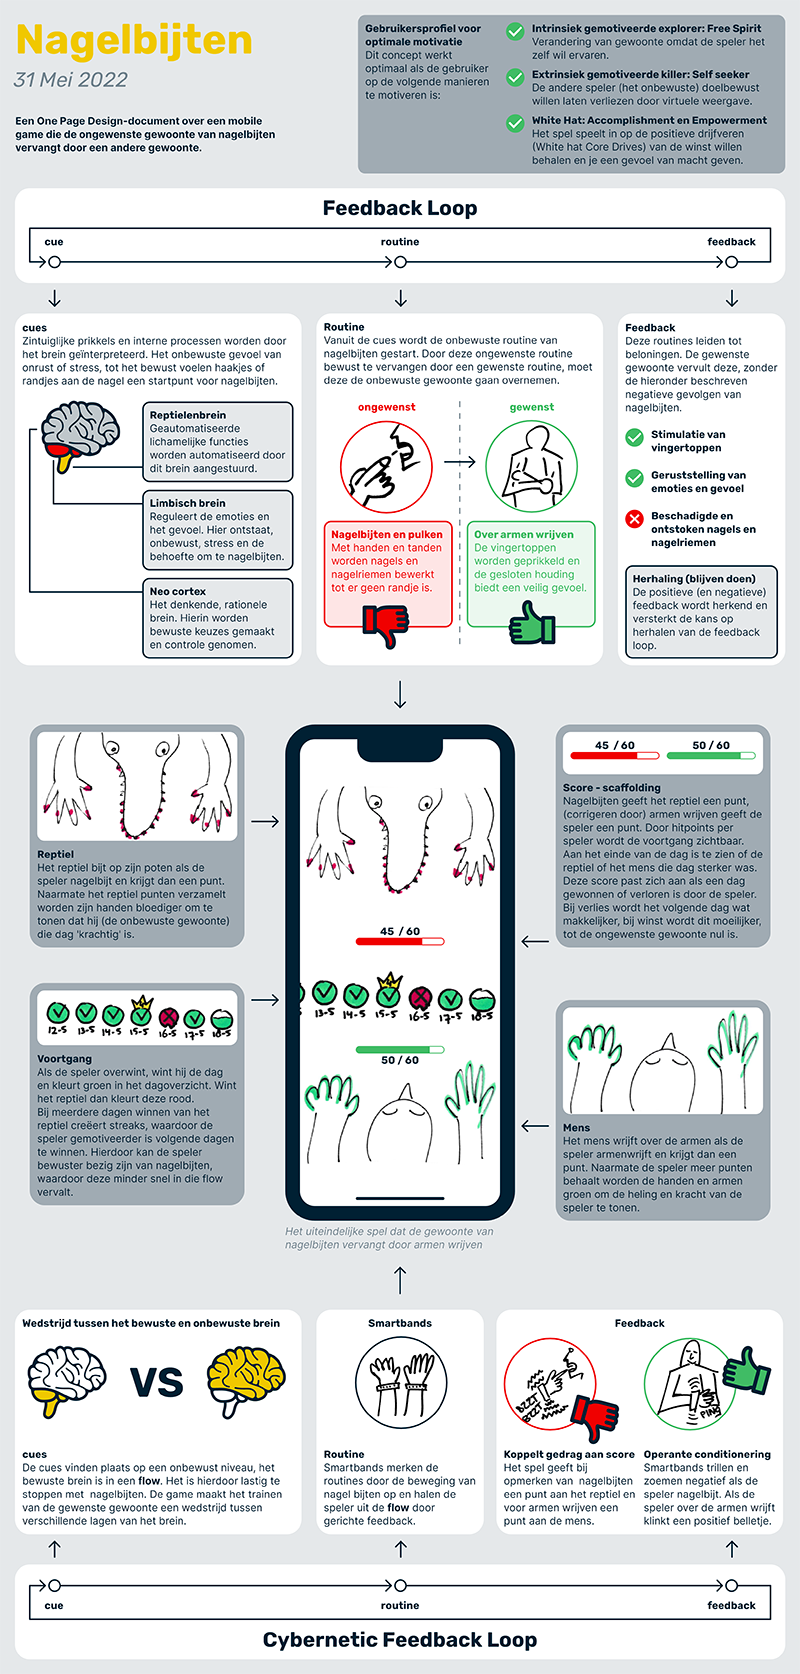 Nagelbijten
31 Mei 2022
Een One Page Design-document over een mobile
game die de ongewenste gewoonte van nagelbijten
vervangt door een andere gewoonte.
Gebruikersprofiel voor
optimale motivatie
Dit concept werkt
optimaal als de gebruiker
op de volgende manieren
te motiveren is:
Intrinsiek gemotiveerde explorer: Free Spirit
Verandering van gewoonte omdat de speler het
zelf wil ervaren.
Extrinsiek gemotiveerde killer: Self seeker
De andere speler (het onbewuste) doelbewust
willen laten verliezen door virtuele weergave.
White Hat: Accomplishment en Empowerment
Het spel speelt in op de positieve drijfveren
(White hat Core Drives) van de winst willen
behalen en je een gevoel van macht geven.
Feedback Loop
cue
routine
feedback
cues
Zintuiglijke prikkels en interne processen worden door
het brein geïnterpreteerd. Het onbewuste gevoel van
onrust of stress, tot het bewust voelen haakjes of
randjes aan de nagel een startpunt voor nagelbijten.
Reptielenbrein
Geautomatiseerde
lichamelijke functies
worden automatiseerd door
dit brein aangestuurd.
Limbisch brein
Reguleert de emoties en
het gevoel. Hier ontstaat,
onbewust, stress en de
behoefte om te nagelbijten.
Neo cortex
Het denkende, rationele
brein. Hierin worden
bewuste keuzes gemaakt
en controle genomen.
Routine
Vanuit de cues wordt de onbewuste routine van
nagelbijten gestart. Door deze ongewenste routine
bewust te vervangen door een gewenste routine, moet
deze de onbewuste gewoonte gaan overnemen.
ongewenst
gewenst
Nagelbijten en pulken
Met handen en tanden
worden nagels en
nagelriemen bewerkt
tot er geen randje is.
Over armen wrijven
De vingertoppen
worden geprikkeld en
de gesloten houding
biedt een veilig gevoel.
Feedback
Deze routines leiden tot
beloningen. De gewenste
gewoonte vervult deze, zonder
de hieronder beschreven
negatieve gevolgen van
nagelbijten.
Stimulatie van
vingertoppen
Geruststelling van
emoties en gevoel
Beschadigde en
ontstoken nagels en
nagelriemen
Herhaling (blijven doen)
De positieve (en negatieve)
feedback wordt herkend en
versterkt de kans op
herhalen van de feedback
loop.
Reptiel
Het reptiel bijt op zijn poten als de
speler nagelbijt en krijgt dan een punt.
Naarmate het reptiel punten verzamelt
worden zijn handen bloediger om te
tonen dat hij (de onbewuste gewoonte)
die dag 'krachtig' is.
12-5 13-5 14-5 15-5 16-5 17-5 18-5
Voortgang
Als de speler overwint, wint hij de dag
en kleurt groen in het dagoverzicht. Wint
het reptiel dan kleurt deze rood.
Bij meerdere dagen winnen van het
reptiel creëert streaks, waardoor de
speler gemotiveerder is volgende dagen
te winnen. Hierdoor kan de speler
bewuster bezig zijn van nagelbijten,
waardoor deze minder snel in die flow
vervalt.
45 / 60
13-5 14-5 15-5 16-5 17-5 18-5
50 / 60
Het uiteindelijke spel dat de gewoonte van
nagelbijten vervangt door armen wrijven
45 / 60
50 / 60
Score - scaffolding
Nagelbijten geeft het reptiel een punt,
(corrigeren door) armen wrijven geeft de
speler een punt. Door hitpoints per
speler wordt de voortgang zichtbaar.
Aan het einde van de dag is te zien of de
reptiel of het mens die dag sterker was.
Deze score past zich aan als een dag
gewonnen of verloren is door de speler.
Bij verlies wordt het volgende dag wat
makkelijker, bij winst wordt dit moeilijker,
tot de ongewenste gewoonte nul is.
Mens
Het mens wrijft over de armen als de
speler armenwrijft en krijgt dan een
punt. Naarmate de speler meer punten
behaalt worden de handen en armen
groen om de heling en kracht van de
speler te tonen.
Wedstrijd tussen het bewuste en onbewuste brein
VS
cues
De cues vinden plaats op een onbewust niveau, het
bewuste brein is in een flow. Het is hierdoor lastig te
stoppen met nagelbijten. De game maakt het trainen
van de gewenste gewoonte een wedstrijd tussen
verschillende lagen van het brein.
Smartbands
Routine
Smartbands merken de
routines door de beweging van
nagel bijten op en halen de
speler uit de flow door
gerichte feedback.
Feedback
BZZT
BZZT
PING
Koppelt gedrag aan score
Het spel geeft bij
opmerken van nagelbijten
een punt aan het reptiel en
voor armen wrijven een
punt aan de mens.
Operante conditionering
Smartbands trillen en
zoemen negatief als de
speler nagelbijt. Als de
speler over de armen wrijft
klinkt een positief belletje.
cue
routine
feedback
Cybernetic Feedback Loop